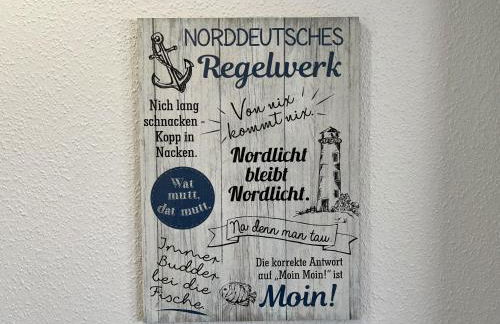 NORDDEUTSCHES
Regelwerk
Nich lang
schnacken -
Kopp in
Nacken.
Von nix
kommt nix.
Nordlicht
bleibt
Nordlicht.
Wat
mutt,
dat mutt.
Na denn man tau
Immer
Budder
bei die
Fische
Die korrekte Antwort
auf „Moin Moin!“ ist
Moin!